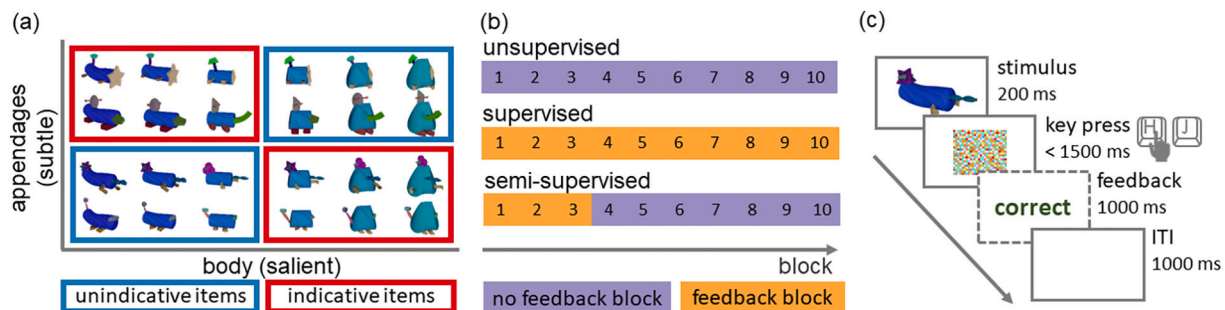 (a)
appendages
(subtle)
body (salient)
unindicative items
indicative items
(b)
unsupervised
1 2 3 4 5 6 7 8 9 10
supervised
1 2 3 4 5 6 7 8 9 10
semi-supervised
1 2 3 4 5 6 7 8 9 10
block
no feedback block
feedback block
(c)
stimulus
200 ms
key press
< 1500 ms
H J
feedback
1000 ms
correct
ITI
1000 ms